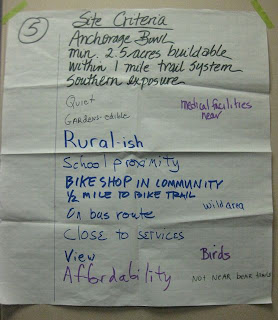 5
Site Criteria
Anchorage Bowl
min. 2.5 acres buildable
within 1 mile trail system
Southern exposure
Quiet
medical facilities
near
Gardens-edible
Rural-ish
School proximity
BIKE SHOP IN COMMUNITY
1/2 MILE TO BIKE TRAIL
Wild area
On bus route
CLOSE TO SERVICES
View
Birds
Affordability
NOT NEAR bear trails